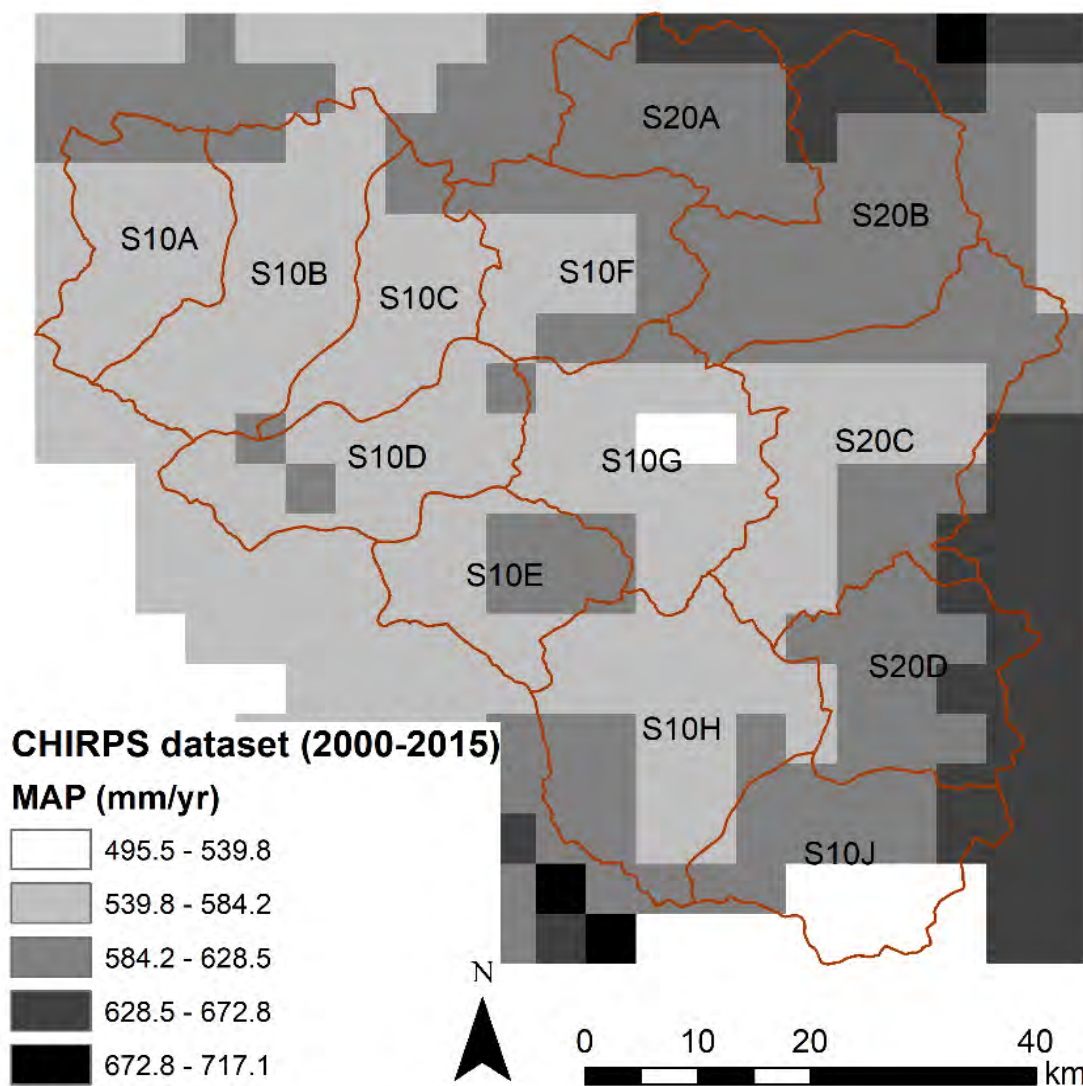 S20A
S20B
S10A
S10B
S10C
S10F
S10D
S10G
S20C
S10E
S20D
S10H
S10J
CHIRPS dataset (2000-2015)
MAP (mm/yr)
495.5 - 539.8
539.8 - 584.2
584.2 - 628.5
628.5 - 672.8
672.8 - 717.1
N
0 10 20 40
km